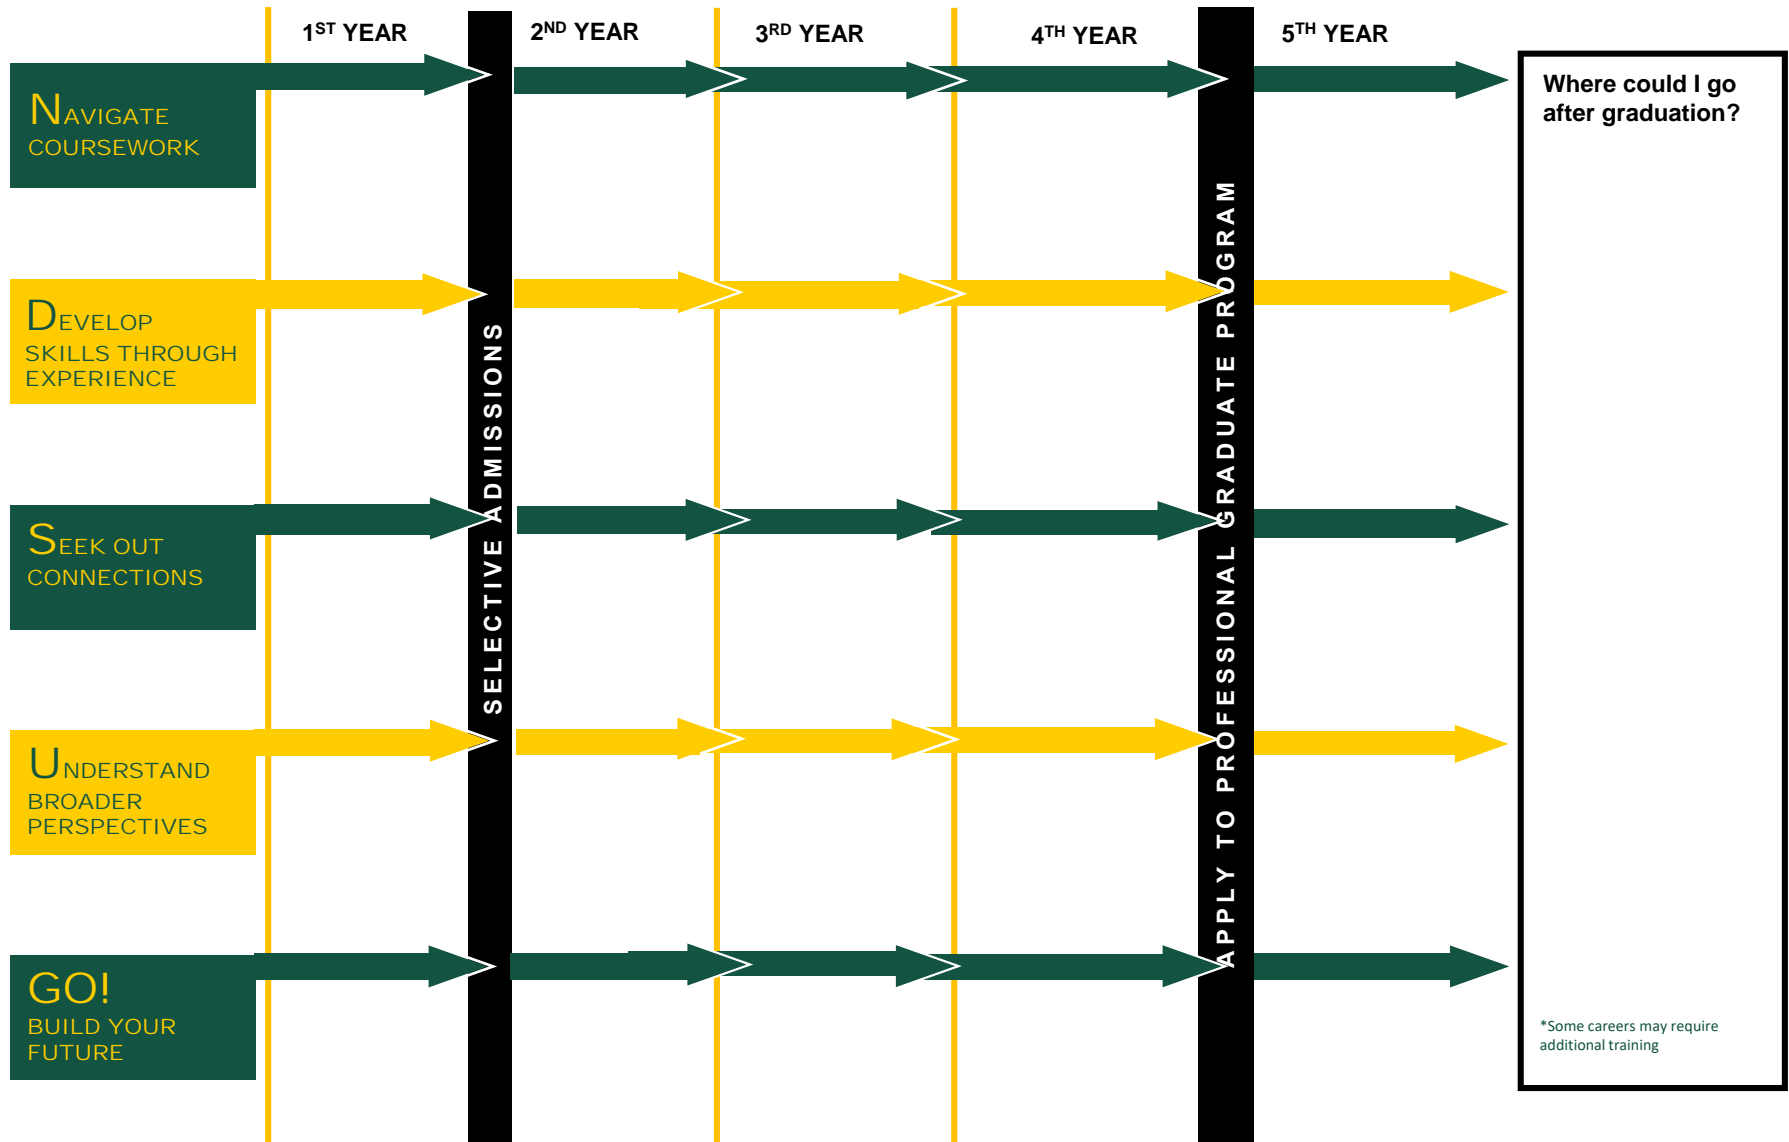 1ST YEAR
2ND YEAR
3RD YEAR
4TH YEAR
5TH YEAR
NAVIGATE
COURSEWORK
DEVELOP
SKILLS THROUGH
EXPERIENCE
SEEK OUT
CONNECTIONS
UNDERSTAND
BROADER
PERSPECTIVES
GO!
BUILD YOUR
FUTURE
SELECTIVE ADMISSIONS
APPLY TO PROFESSIONAL GRADUATE PROGRAM
Where could I go
after graduation?
*Some careers may require
additional training